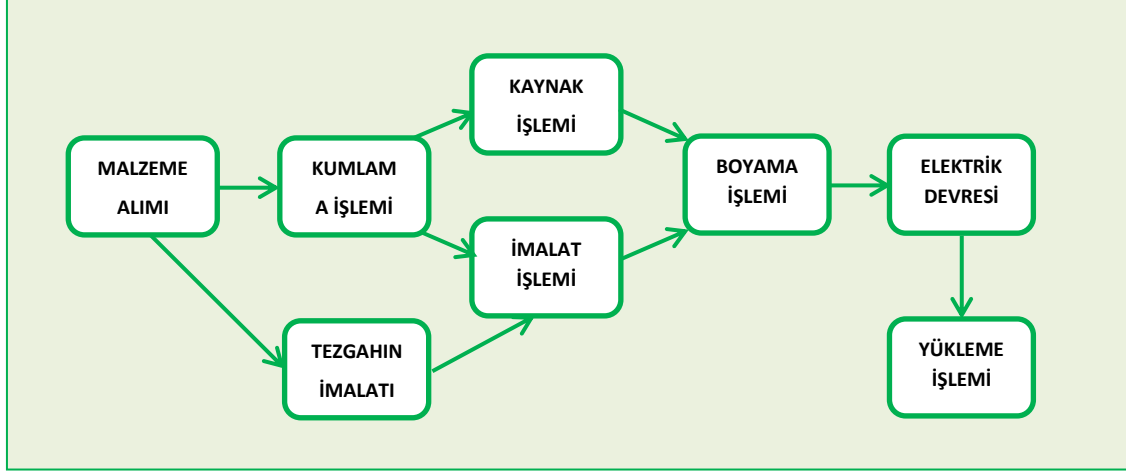 MALZEME
ALIMI
KUMLAM
A İŞLEMİ
KAYNAK
İŞLEMİ
İMALAT
İŞLEMİ
TEZGAHIN
İMALATI
BOYAMA
İŞLEMİ
ELEKTRİK
DEVRESİ
YÜKLEME
İŞLEMİ